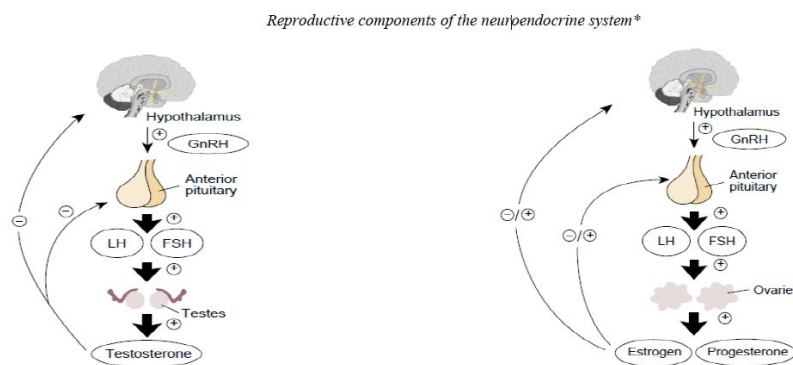 Reproductive components of the neuroendocrine system*
Hypothalamus
+
GnRH
Anterior
pituitary
−
−
+
LH
FSH
+
Testes
+
Testosterone
Hypothalamus
+
GnRH
Anterior
pituitary
−/+
−/+
+
LH
FSH
+
Ovarie
+
Estrogen
Progesterone